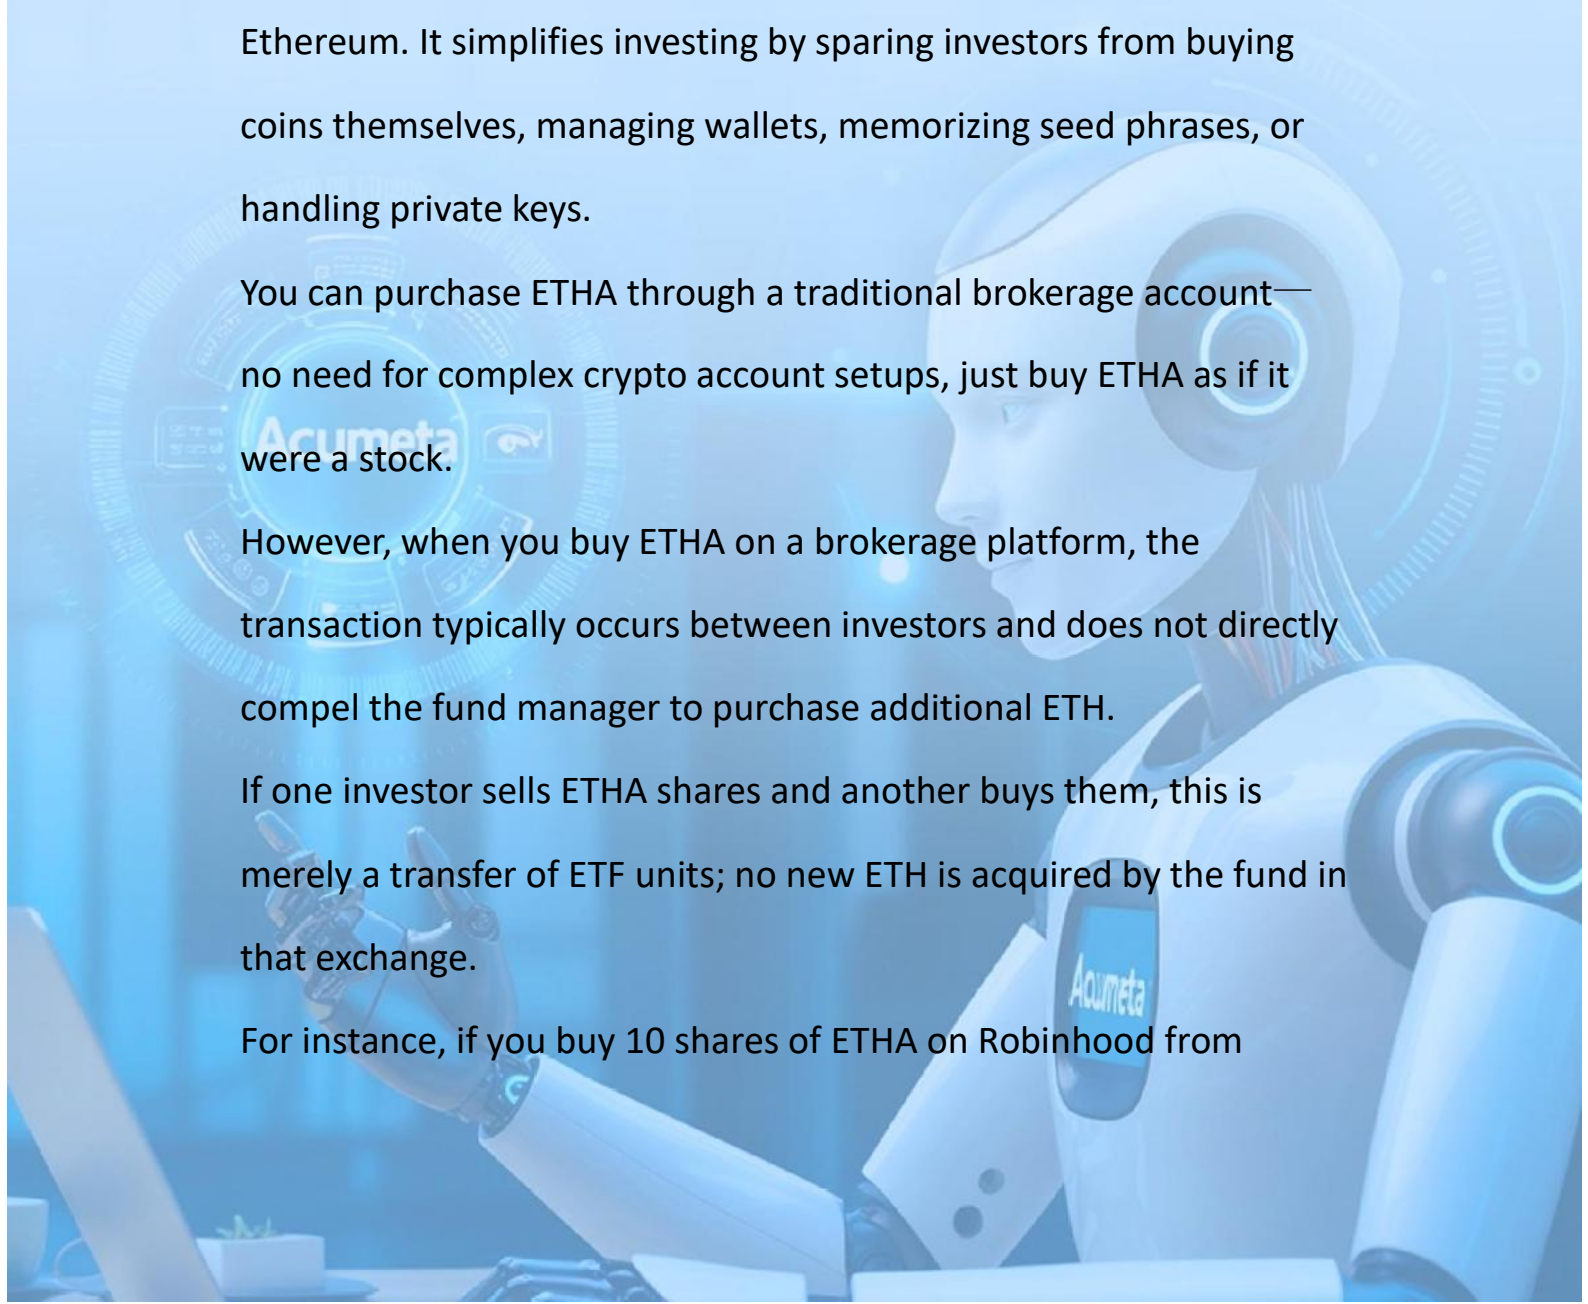 Ethereum. It simplifies investing by sparing investors from buying
coins themselves, managing wallets, memorizing seed phrases, or
handling private keys.
You can purchase ETHA through a traditional brokerage account—
no need for complex crypto account setups, just buy ETHA as if it
Acumeta
were a stock.
However, when you buy ETHA on a brokerage platform, the
transaction typically occurs between investors and does not directly
compel the fund manager to purchase additional ETH.
If one investor sells ETHA shares and another buys them, this is
merely a transfer of ETF units; no new ETH is acquired by the fund in
that exchange.
Acumeta
For instance, if you buy 10 shares of ETHA on Robinhood from